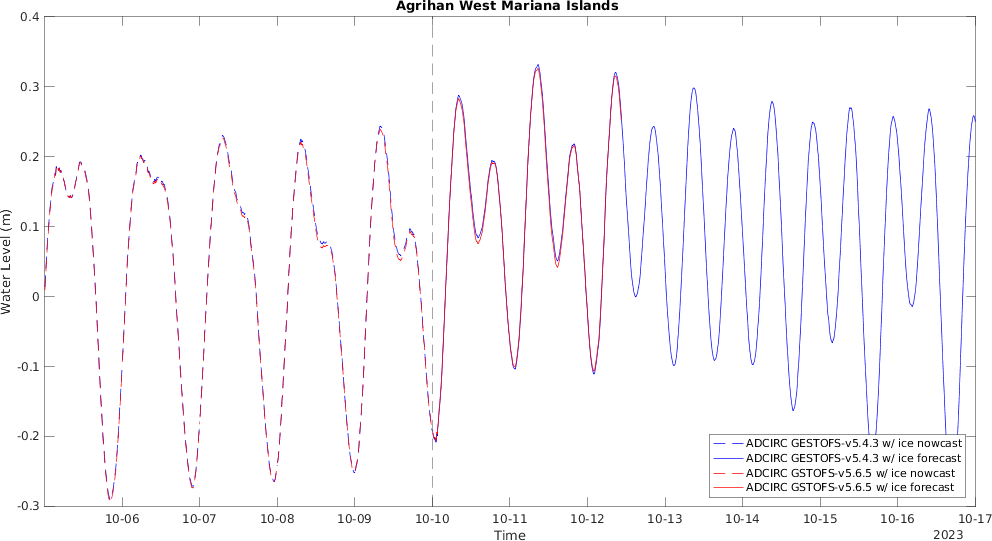 Agrihan West Mariana Islands
0.4
0.3
0.2
0.1
0
-0.1
-0.2
-0.3
Water Level (m)
10-06 10-07 10-08 10-09 10-10 10-11 10-12 10-13 10-14 10-15 10-16 10-17
Time
2023
ADCIRC GESTOFS-v5.4.3 w/ ice nowcast
ADCIRC GESTOFS-v5.4.3 w/ ice forecast
ADCIRC GSTOFS-v5.6.5 w/ ice nowcast
ADCIRC GSTOFS-v5.6.5 w/ ice forecast